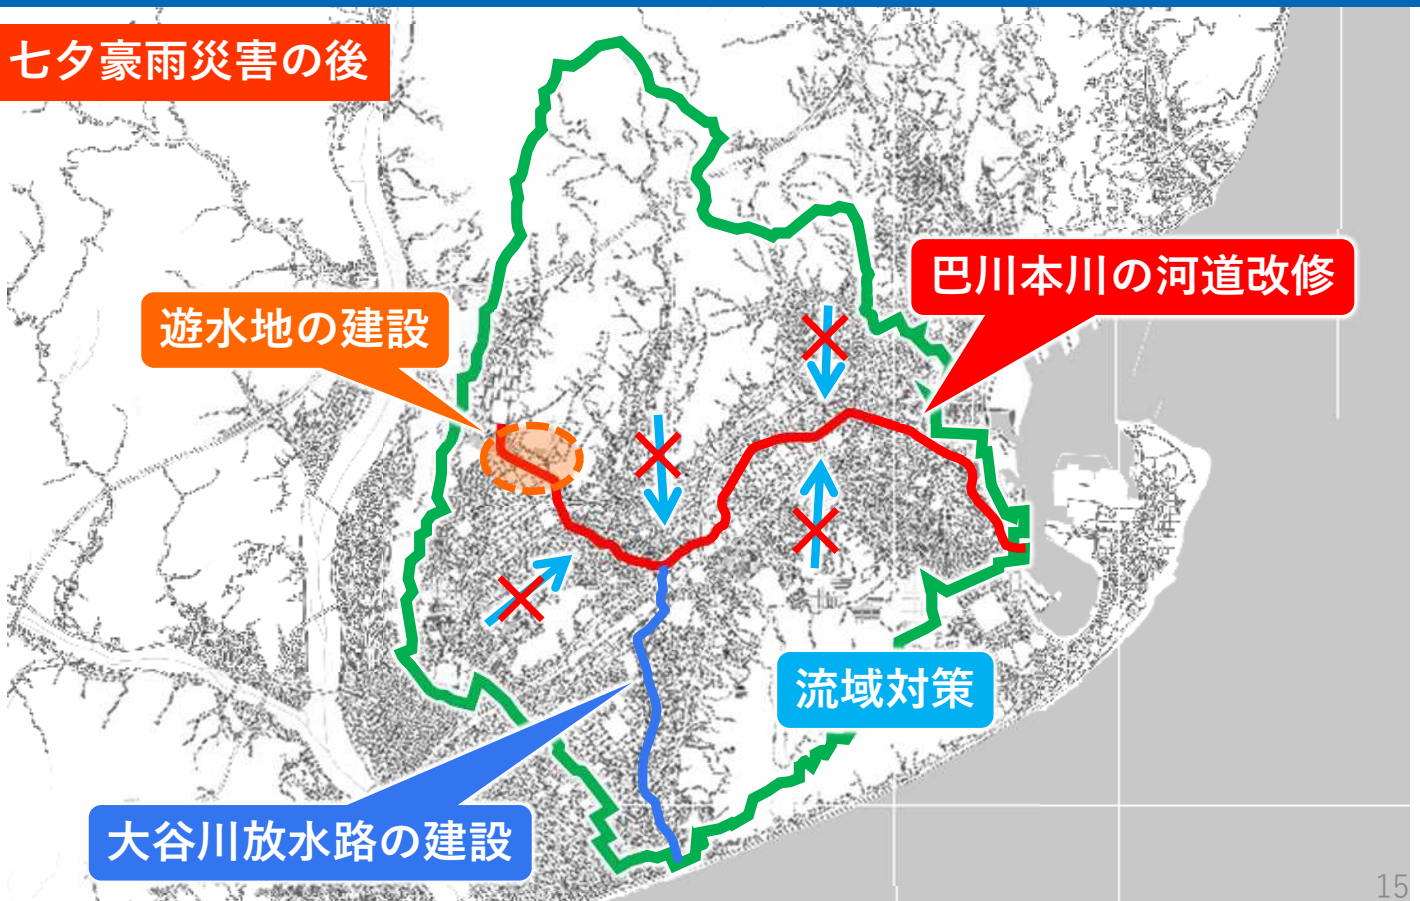 七夕豪雨災害の後
巴川本川の河道改修
遊水地の建設
流域対策
大谷川放水路の建設
15